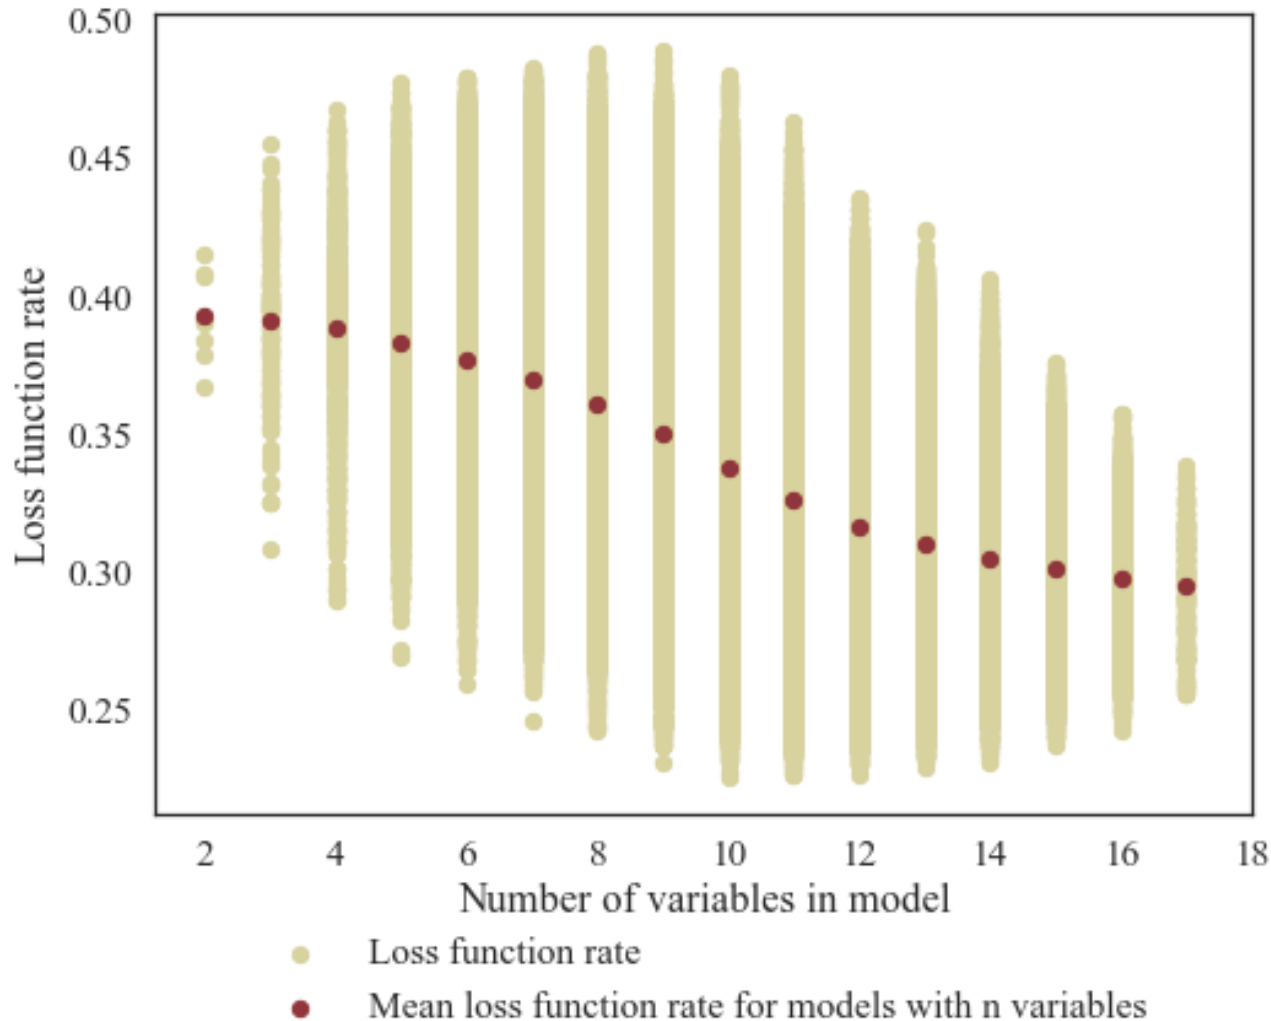 0.50
0.45
0.40
0.35
0.30
0.25
Loss function rate
2 4 6 8 10 12 14 16 18
Number of variables in model
Loss function rate
Mean loss function rate for models with n variables